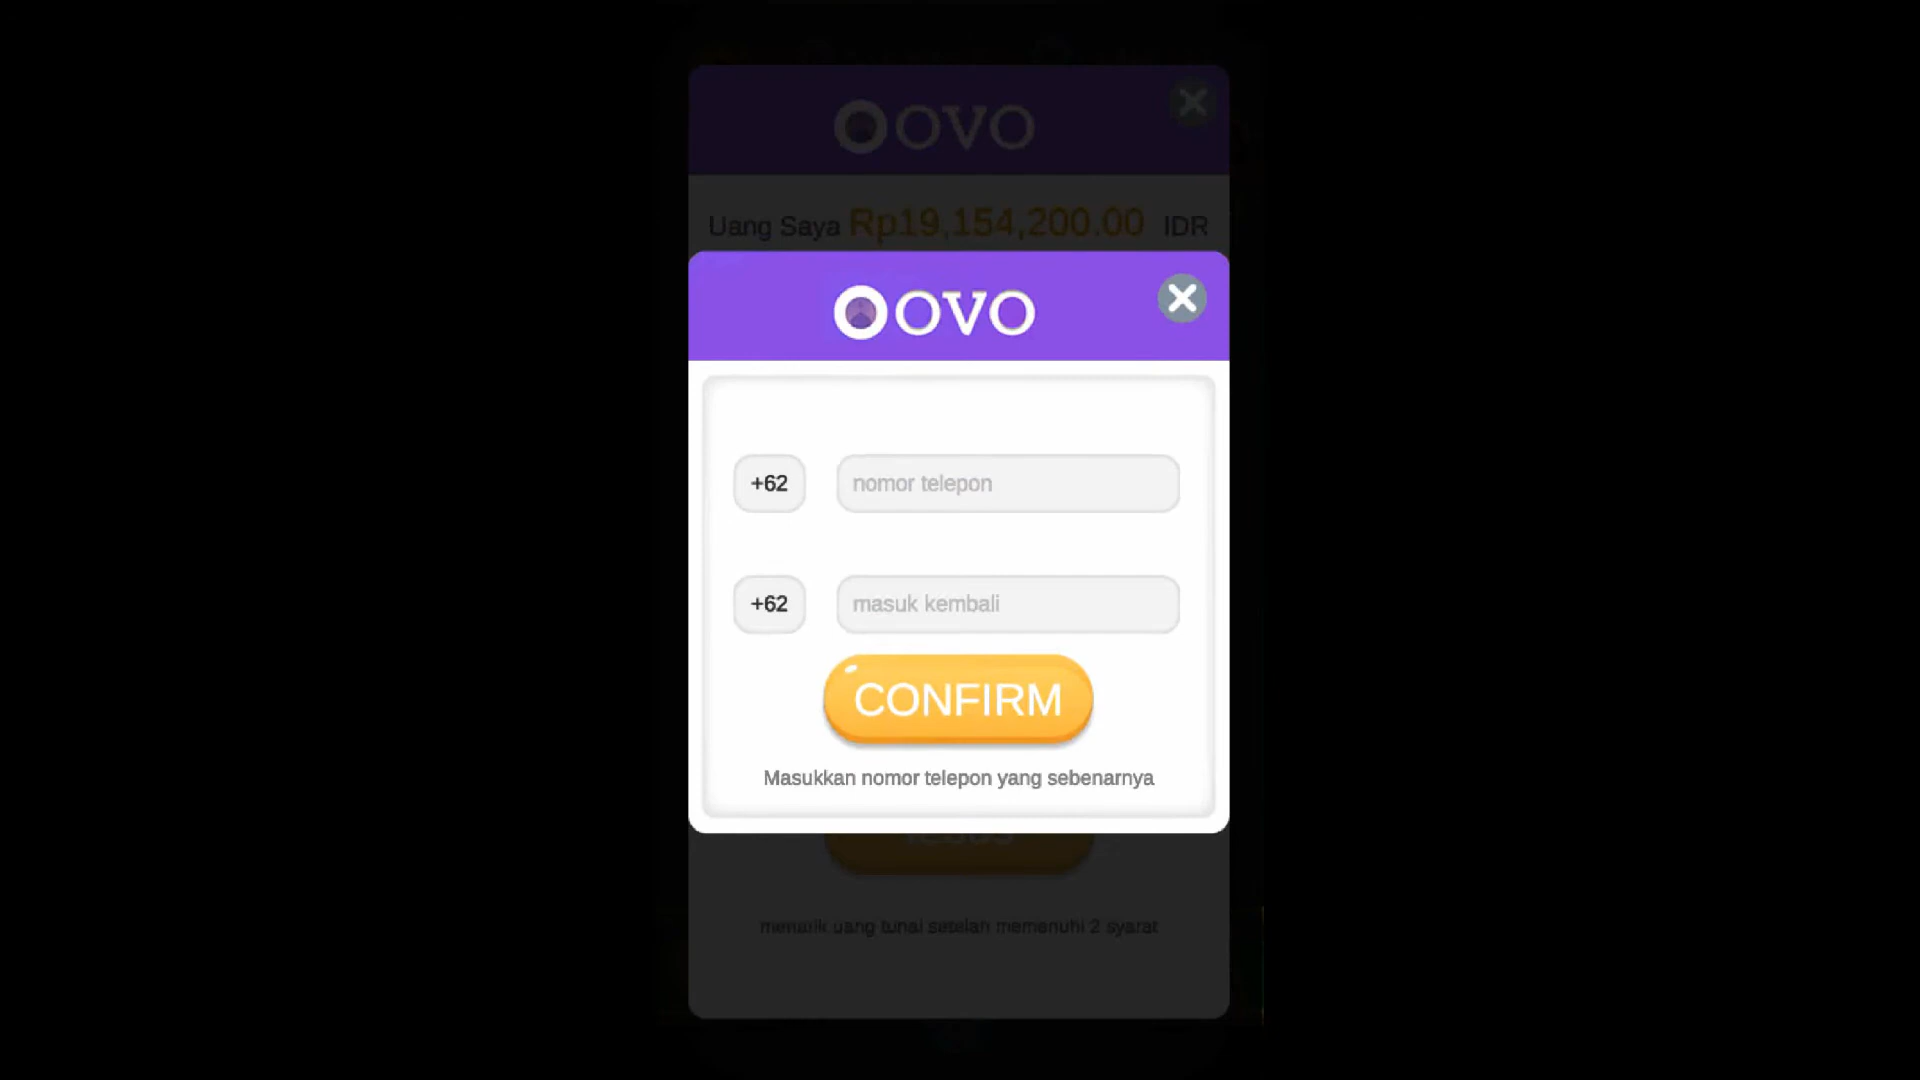 OVO
Uang Saya Rp19,154,200.00 IDR
OVO
+62 nomor telepon
+62 masuk kembali
CONFIRM
Masukkan nomor telepon yang sebenarnya
menarik uang tunai setelah memenuhi 2 syarat